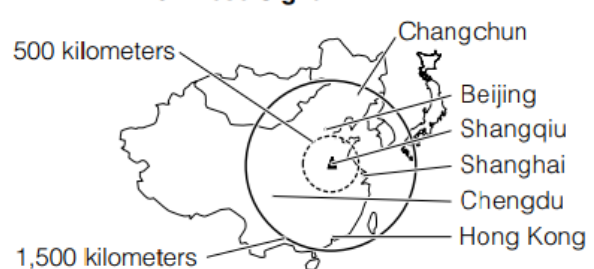 500 kilometers
Changchun
Beijing
Shangqiu
Shanghai
Chengdu
Hong Kong
1,500 kilometers